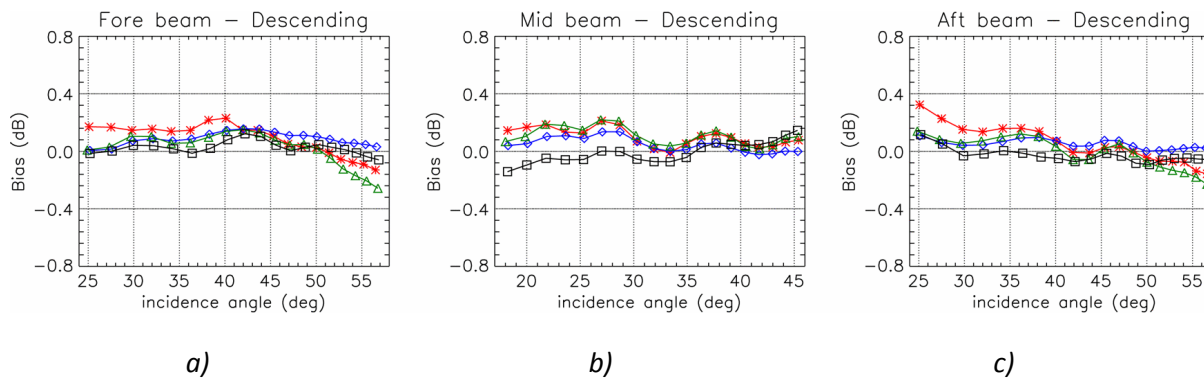 Fore beam – Descending
0.8
0.4
0.0
−0.4
−0.8
Bias (dB)
25 30 35 40 45 50 55
incidence angle (deg)
a)
Mid beam – Descending
0.8
0.4
0.0
−0.4
−0.8
Bias (dB)
20 25 30 35 40 45
incidence angle (deg)
b)
Aft beam – Descending
0.8
0.4
0.0
−0.4
−0.8
Bias (dB)
25 30 35 40 45 50 55
incidence angle (deg)
c)